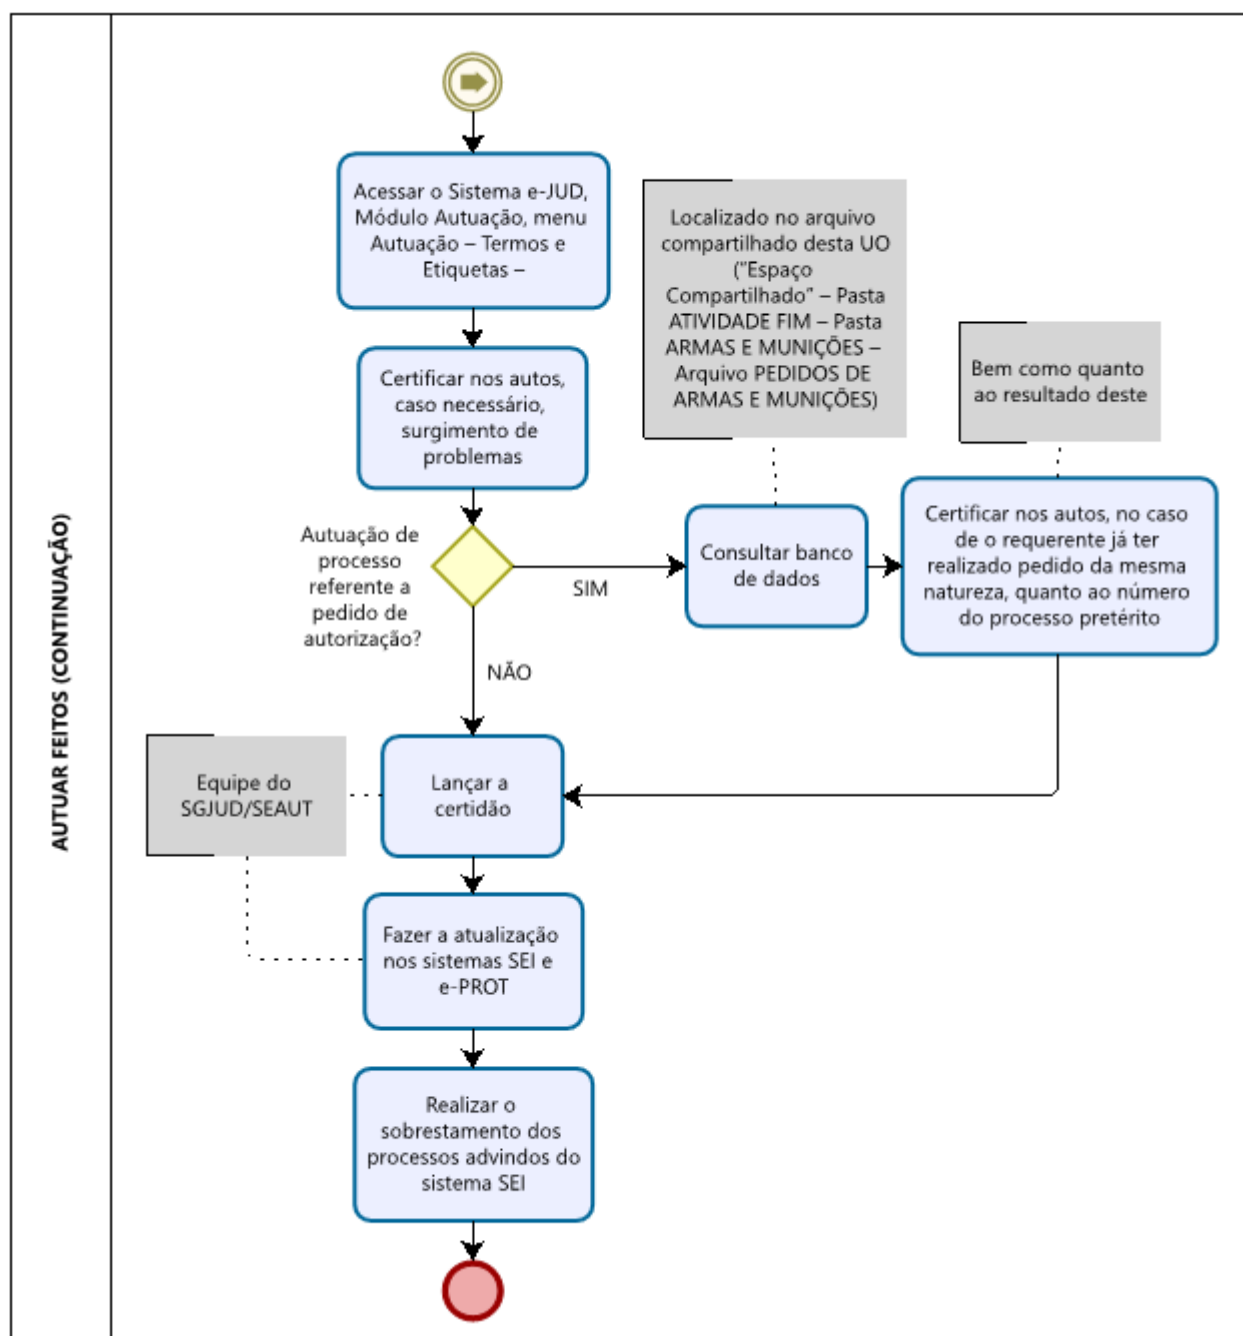 AUTUAR FEITOS (CONTINUAÇÃO)
Acessar o Sistema e-JUD,
Módulo Autuação, menu
Autuação – Termos e
Etiquetas –
Certificar nos autos,
caso necessário,
surgimento de
problemas
Autuação de
processo
referente a
pedido de
autorização?
SIM
NÃO
Localizado no arquivo
compartilhado desta UO
("Espaço
Compartilhado" – Pasta
ATIVIDADE FIM – Pasta
ARMAS E MUNIÇÕES –
Arquivo PEDIDOS DE
ARMAS E MUNIÇÕES)
Consultar banco
de dados
Bem como quanto
ao resultado deste
Certificar nos autos, no caso
de o requerente já ter
realizado pedido da mesma
natureza, quanto ao número
do processo pretérito
Equipe do
SGJUD/SEAUT
Lançar a
certidão
Fazer a atualização
nos sistemas SEI e
e-PROT
Realizar o
sobrestamento dos
processos advindos do
sistema SEI